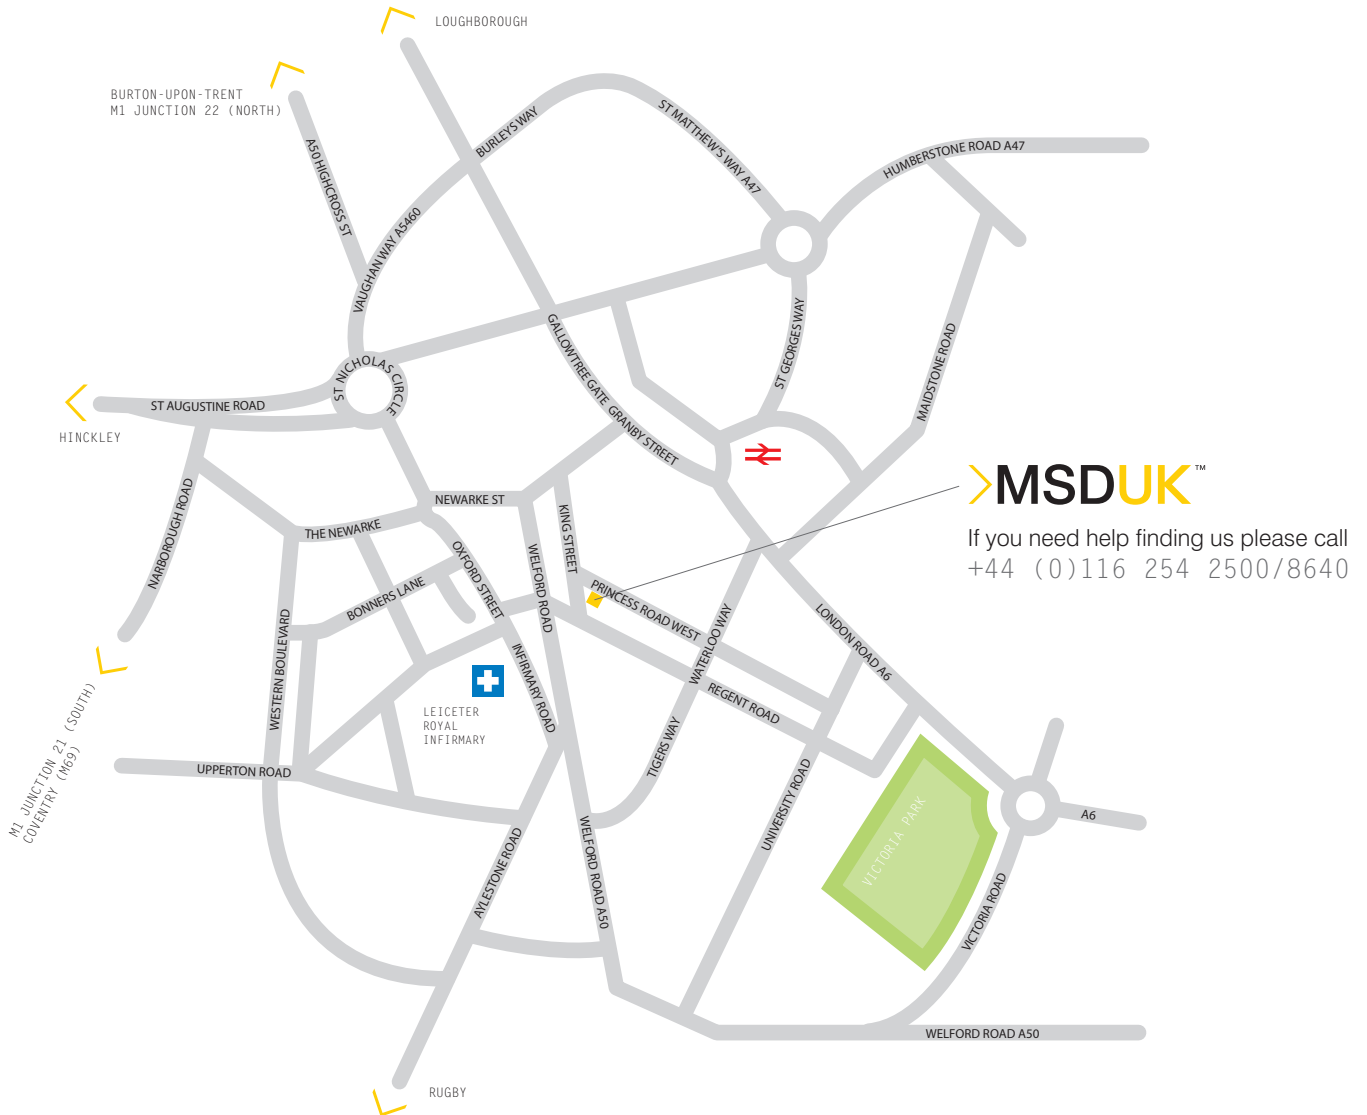 LOUGHBOROUGH
BURTON-UPON-TRENT
M1 JUNCTION 22 (NORTH)
A50 HIGHCROSS ST
BURLEYS WAY
ST MATTHEW'S WAY A47
HUMBERSTONE ROAD A47
VAUGHAN WAY A5460
GALLOWTREE GATE
GRANBY STREET
ST GEORGES WAY
MAIDSTONE ROAD
ST NICHOLAS CIRCLE
ST AUGUSTINE ROAD
HINCKLEY
NARBOROUGH ROAD
NEWARKE ST
THE NEWARKE
KING STREET
OXFORD STREET
WELFORD ROAD
BONNERS LANE
PRINCESS ROAD WEST
>MSDUK™
If you need help finding us please call
+44 (0)116 254 2500/8640
WATERLOO WAY
LONDON ROAD A6
WESTERN BOULEVARD
INFIRMARY ROAD
REGENT ROAD
LEICETER
ROYAL
INFIRMARY
M1 JUNCTION 21 (SOUTH)
COVENTRY (M69)
UPPERTON ROAD
TIGERS WAY
UNIVERSITY ROAD
VICTORIA PARK
A6
AYLESTONE ROAD
WELFORD ROAD A50
VICTORIA ROAD
WELFORD ROAD A50
RUGBY